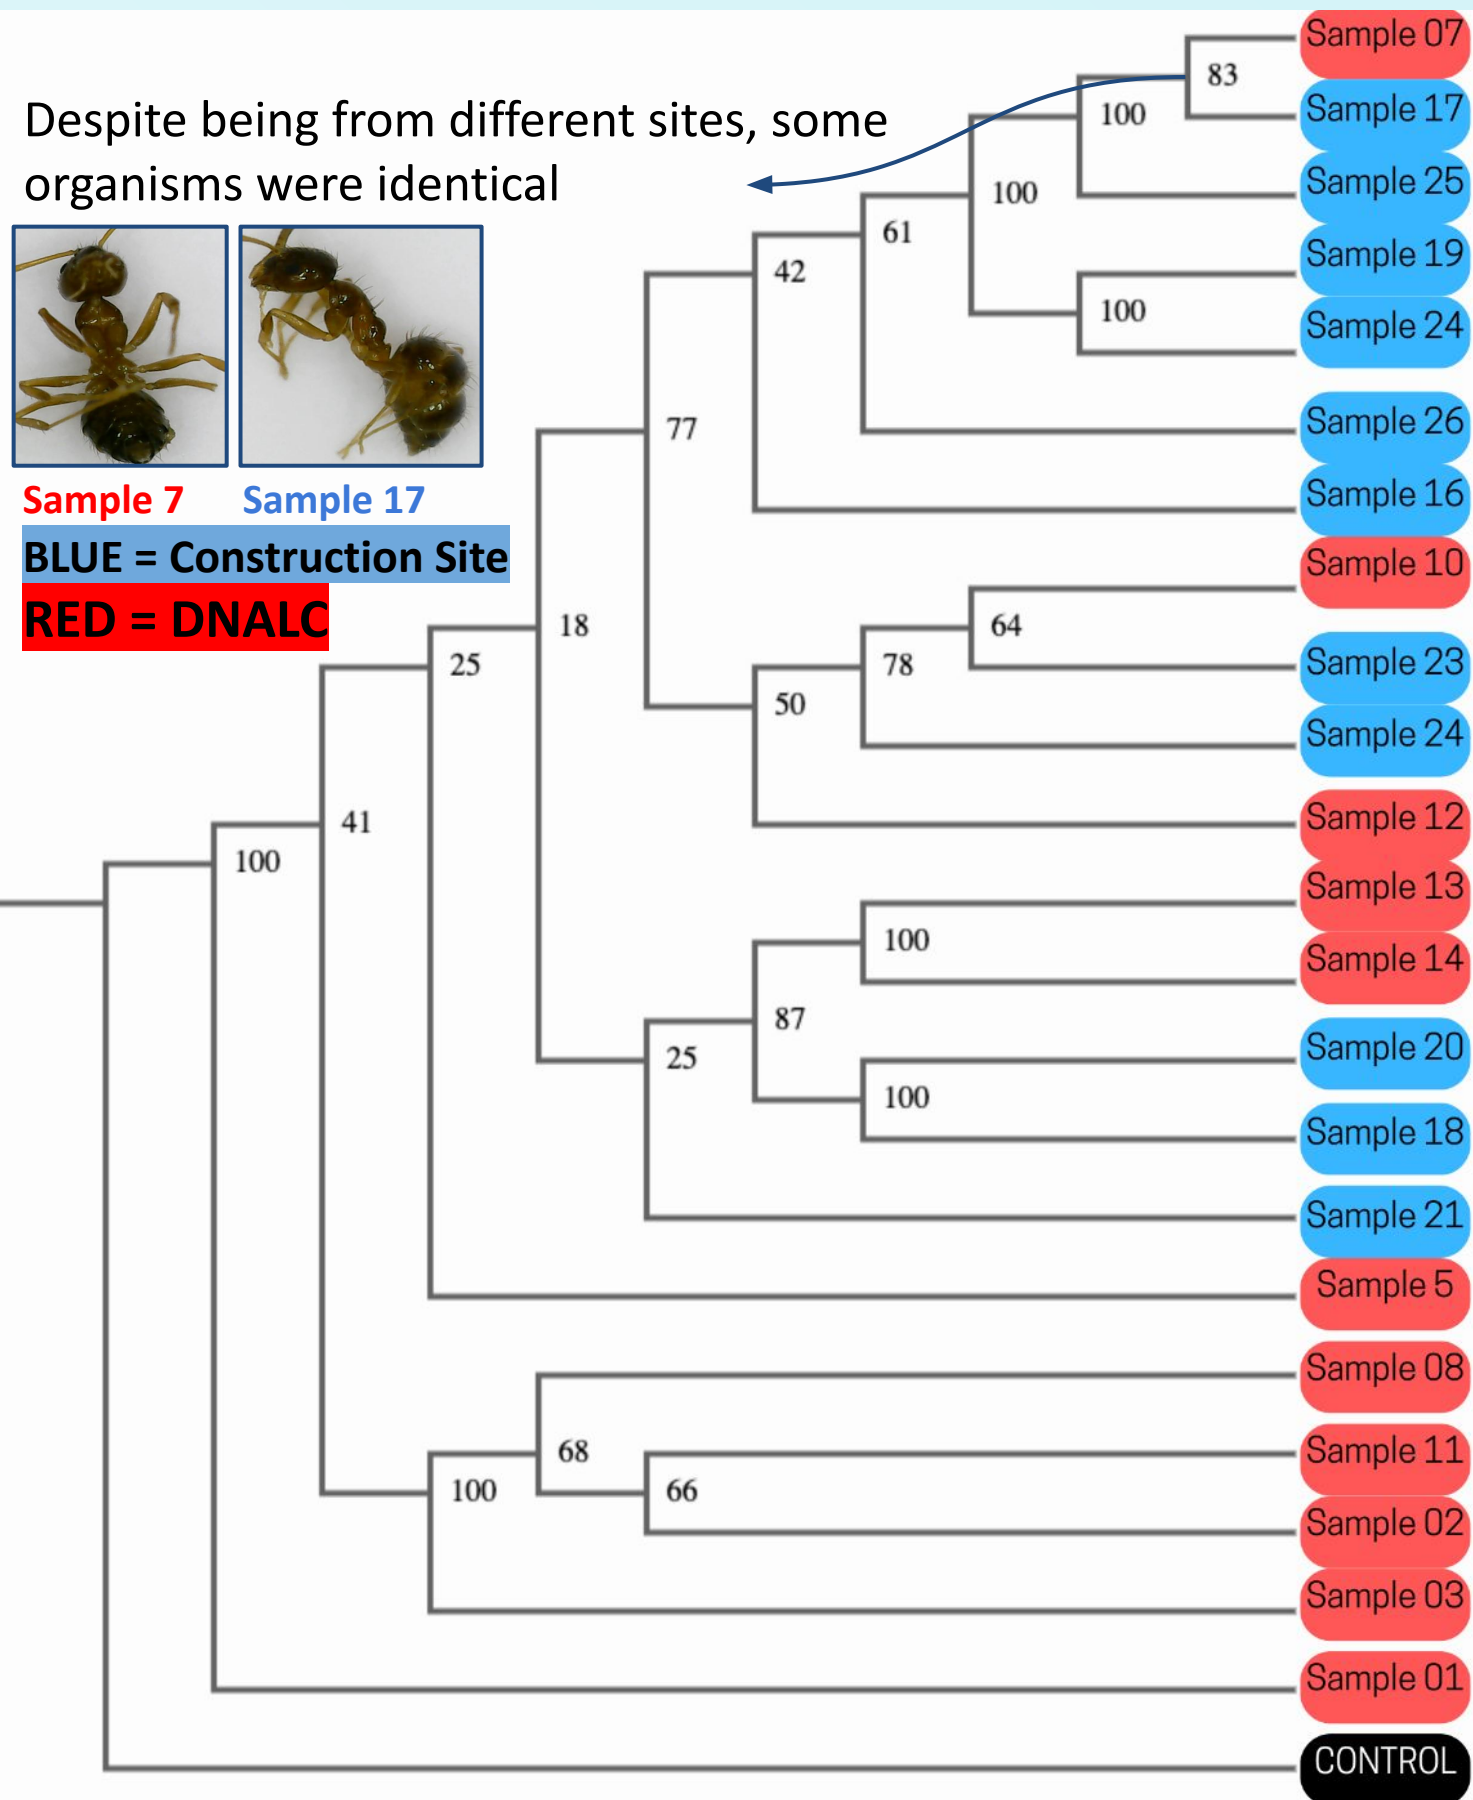 Despite being from different sites, some
organisms were identical
Sample 7
Sample 17
BLUE = Construction Site
RED = DNALC
83
100
100
61
42
100
77
18
64
25
78
50
41
100
100
87
25
100
68
100
66
Sample 07
Sample 17
Sample 25
Sample 19
Sample 24
Sample 26
Sample 16
Sample 10
Sample 23
Sample 24
Sample 12
Sample 13
Sample 14
Sample 20
Sample 18
Sample 21
Sample 5
Sample 08
Sample 11
Sample 02
Sample 03
Sample 01
CONTROL